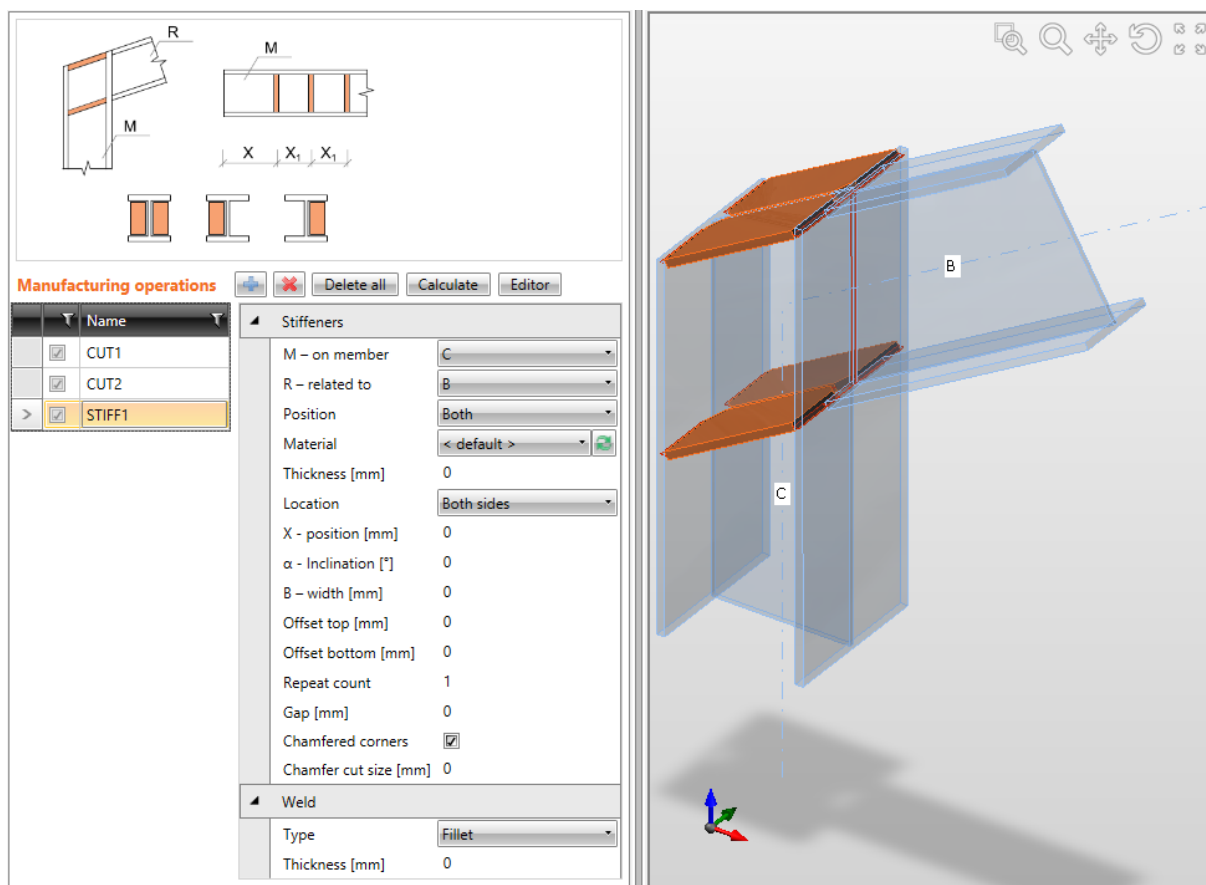 R
M
M
X X1 X1
Manufacturing operations Delete all Calculate Editor
Name
CUT1
CUT2
STIFF1
Stiffeners
M – on member C
R – related to B
Position Both
Material < default >
Thickness [mm] 0
Location Both sides
X - position [mm] 0
α - Inclination [°] 0
B – width [mm] 0
Offset top [mm] 0
Offset bottom [mm] 0
Repeat count 1
Gap [mm] 0
Chamfered corners
Chamfer cut size [mm] 0
Weld
Type Fillet
Thickness [mm] 0
B
C